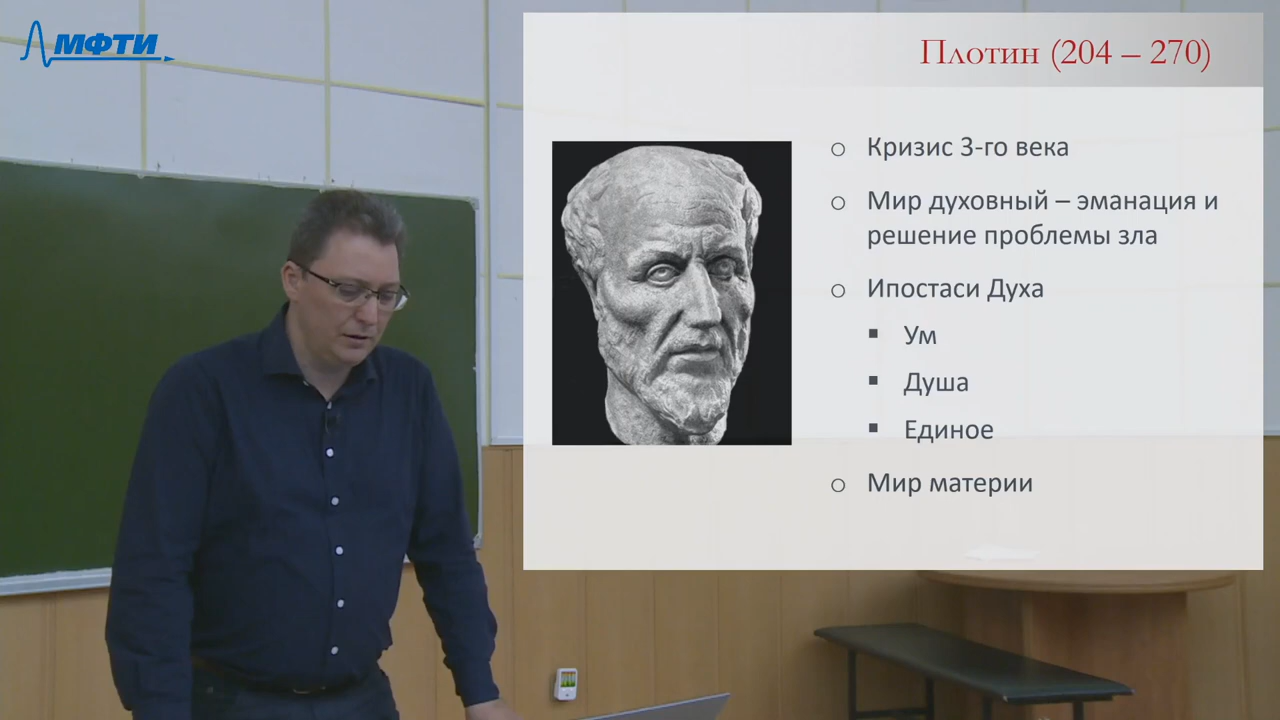 МФТИ
Плотин (204 – 270)
Кризис 3-го века
Мир духовный – эманация и
решение проблемы зла
Ипостаси Духа
Ум
Душа
Единое
Мир материи